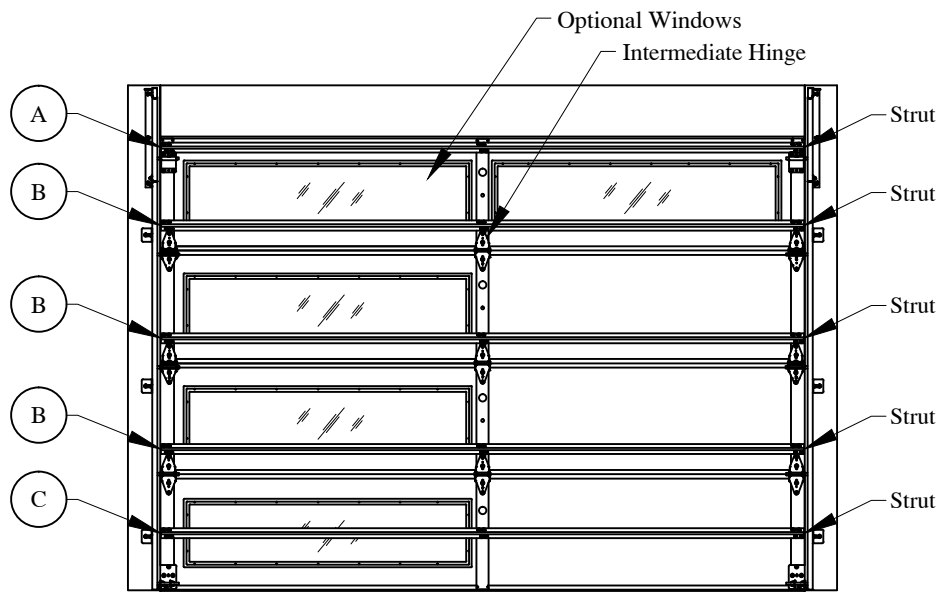 Optional Windows
Intermediate Hinge
A
Strut
B
Strut
B
Strut
B
Strut
C
Strut